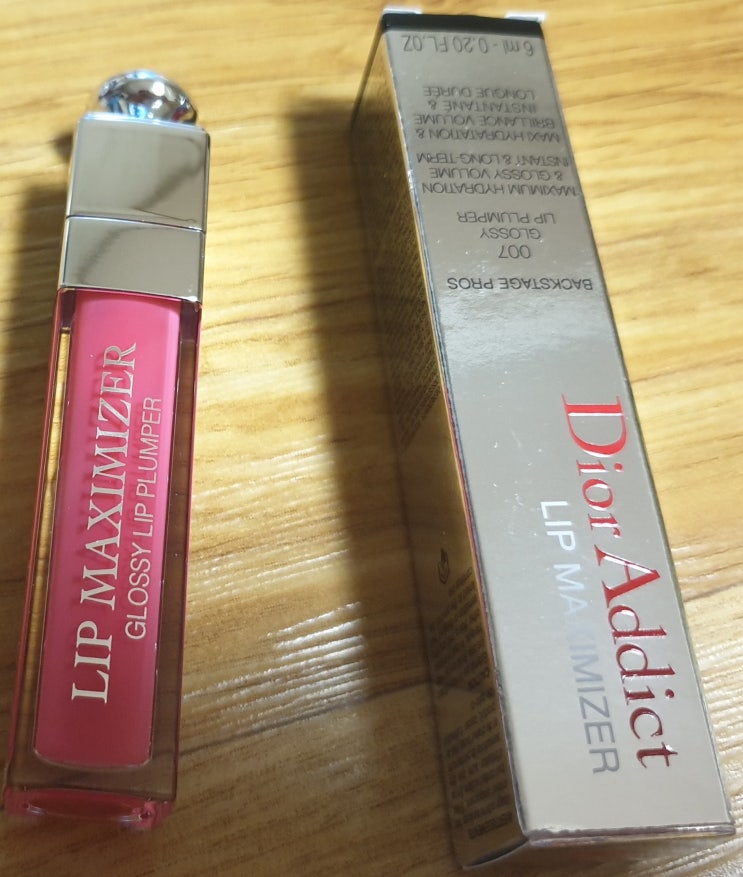 LIP MAXIMIZER
GLOSSY LIP PLUMPER
Dior Addict
LIP MAXIMIZER
BACKSTAGE PROS
007
GLOSSY
LIP PLUMPER
MAXIMUM HYDRATION
& GLOSSY VOLUME
INSTANT & LONG-TERM
MAXI HYDRATATION &
BRILLANCE VOLUME
INSTANTANÉ &
LONGUE DURÉE
6 ml - 0.20 FL.OZ